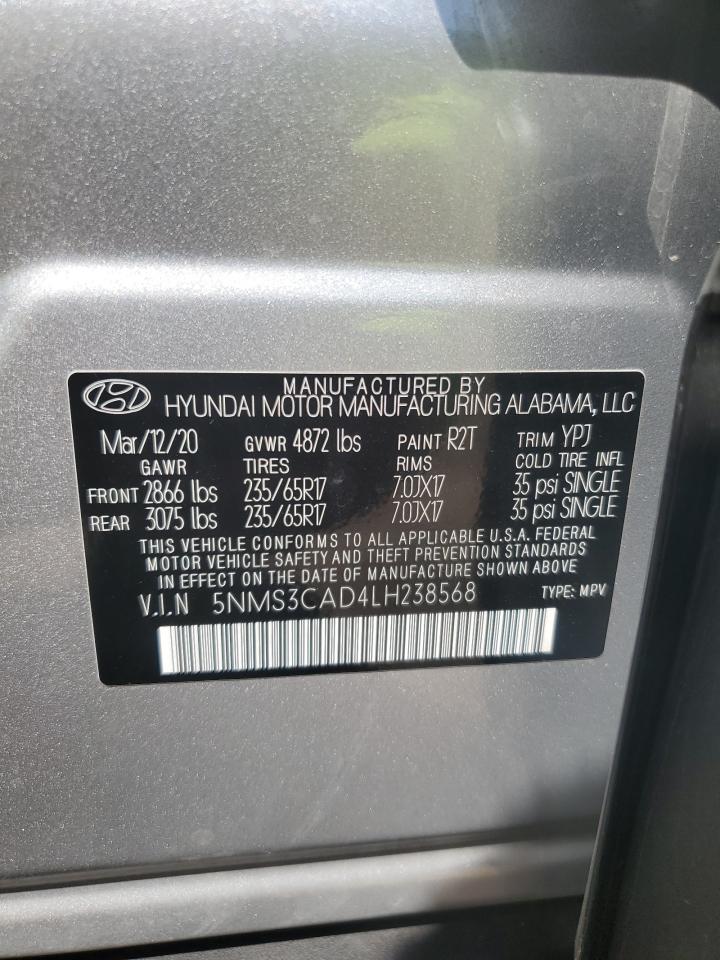 MANUFACTURED BY
HYUNDAI MOTOR MANUFACTURING ALABAMA, LLC
Mar/12/20 GVWR 4872 lbs PAINT R2T TRIM YPJ
GAWR TIRES RIMS COLD TIRE INFL
FRONT 2866 lbs 235/65R17 7.0JX17 35 psi SINGLE
REAR 3075 lbs 235/65R17 7.0JX17 35 psi SINGLE
THIS VEHICLE CONFORMS TO ALL APPLICABLE U.S.A. FEDERAL
MOTOR VEHICLE SAFETY AND THEFT PREVENTION STANDARDS
IN EFFECT ON THE DATE OF MANUFACTURE SHOWN ABOVE
V.I.N 5NMS3CAD4LH238568 TYPE: MPV